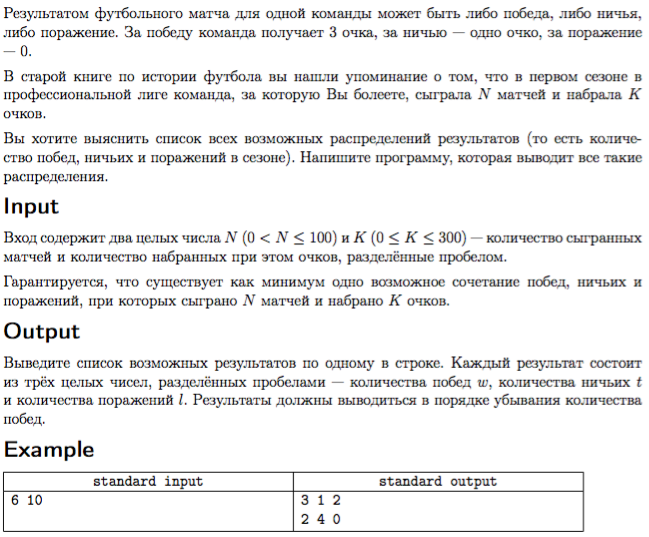 Результатом футбольного матча для одной команды может быть либо победа, либо ничья,
либо поражение. За победу команда получает 3 очка, за ничью — одно очко, за поражение
— 0.
В старой книге по истории футбола вы нашли упоминание о том, что в первом сезоне в
профессиональной лиге команда, за которую Вы болеете, сыграла N матчей и набрала K
очков.
Вы хотите выяснить список всех возможных распределений результатов (то есть количе-
ство побед, ничьих и поражений в сезоне). Напишите программу, которая выводит все такие
распределения.
Input
Вход содержит два целых числа N (0 < N ≤ 100) и K (0 ≤ K ≤ 300) — количество сыгранных
матчей и количество набранных при этом очков, разделённые пробелом.
Гарантируется, что существует как минимум одно возможное сочетание побед, ничьих и
поражений, при которых сыграно N матчей и набрано K очков.
Output
Выведите список возможных результатов по одному в строке. Каждый результат состоит
из трёх целых чисел, разделённых пробелами — количества побед w, количества ничьих t
и количества поражений l. Результаты должны выводиться в порядке убывания количества
побед.
Example
standard input standard output
6 10 3 1 2
2 4 0